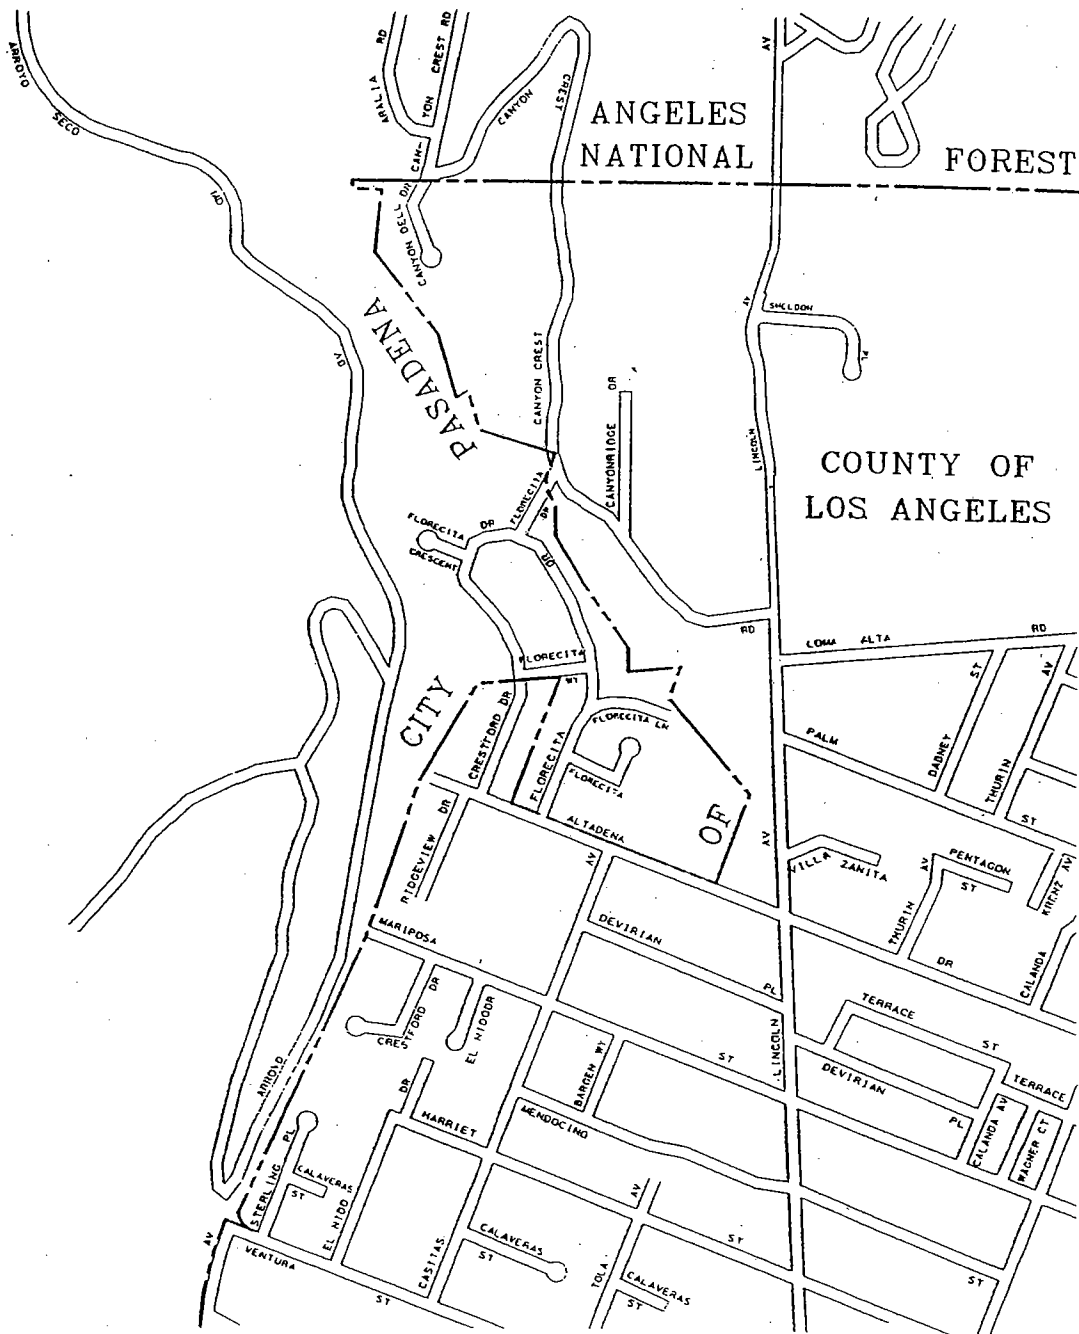 ARROYO
SECO
RD
ARALIA
CREST RD
YON
CAN-
CANYON
CREST
AV
ANGELES
NATIONAL
FOREST
CANYON DELL DR
PASADENA
AV
SHELDON
PL
CANYON CREST
CANYONRIDGE
DR
LINCOLN
COUNTY OF
LOS ANGELES
FLORECITA
DR
FLORECITA
CRESCENT
DR
RD
LOMA ALTA
RD
FLORECITA
WY
CITY
CRESTFORD DR
FLORECITA LN
FLORECITA
FLORECITA
PALM
ST
DABNEY
AV
THURIN
ST
ALTADENA
OF
AV
AV
RIDGEVIEW
DR
VILLA ZANITA
PENTAGON
ST
AV
THURIN
KRENZ AV
MARIPOSA
DEVIRIAN
PL
DR
CALANDA
CRESTFORD
DR
EL NIDO DR
LINCOLN
TERRACE
ST
TERRACE
ST
DEVIRIAN
PL
BARGEN WY
ARROYO
DR
HARRIET
MENDOCINO
CALANDA AV
WAGNER CT
STERLING
PL
CALAVERAS
ST
EL NIDO
AV
AV
VENTURA
ST
CASITAS
CALAVERAS
ST
TOLA
CALAVERAS
ST
ST
ST